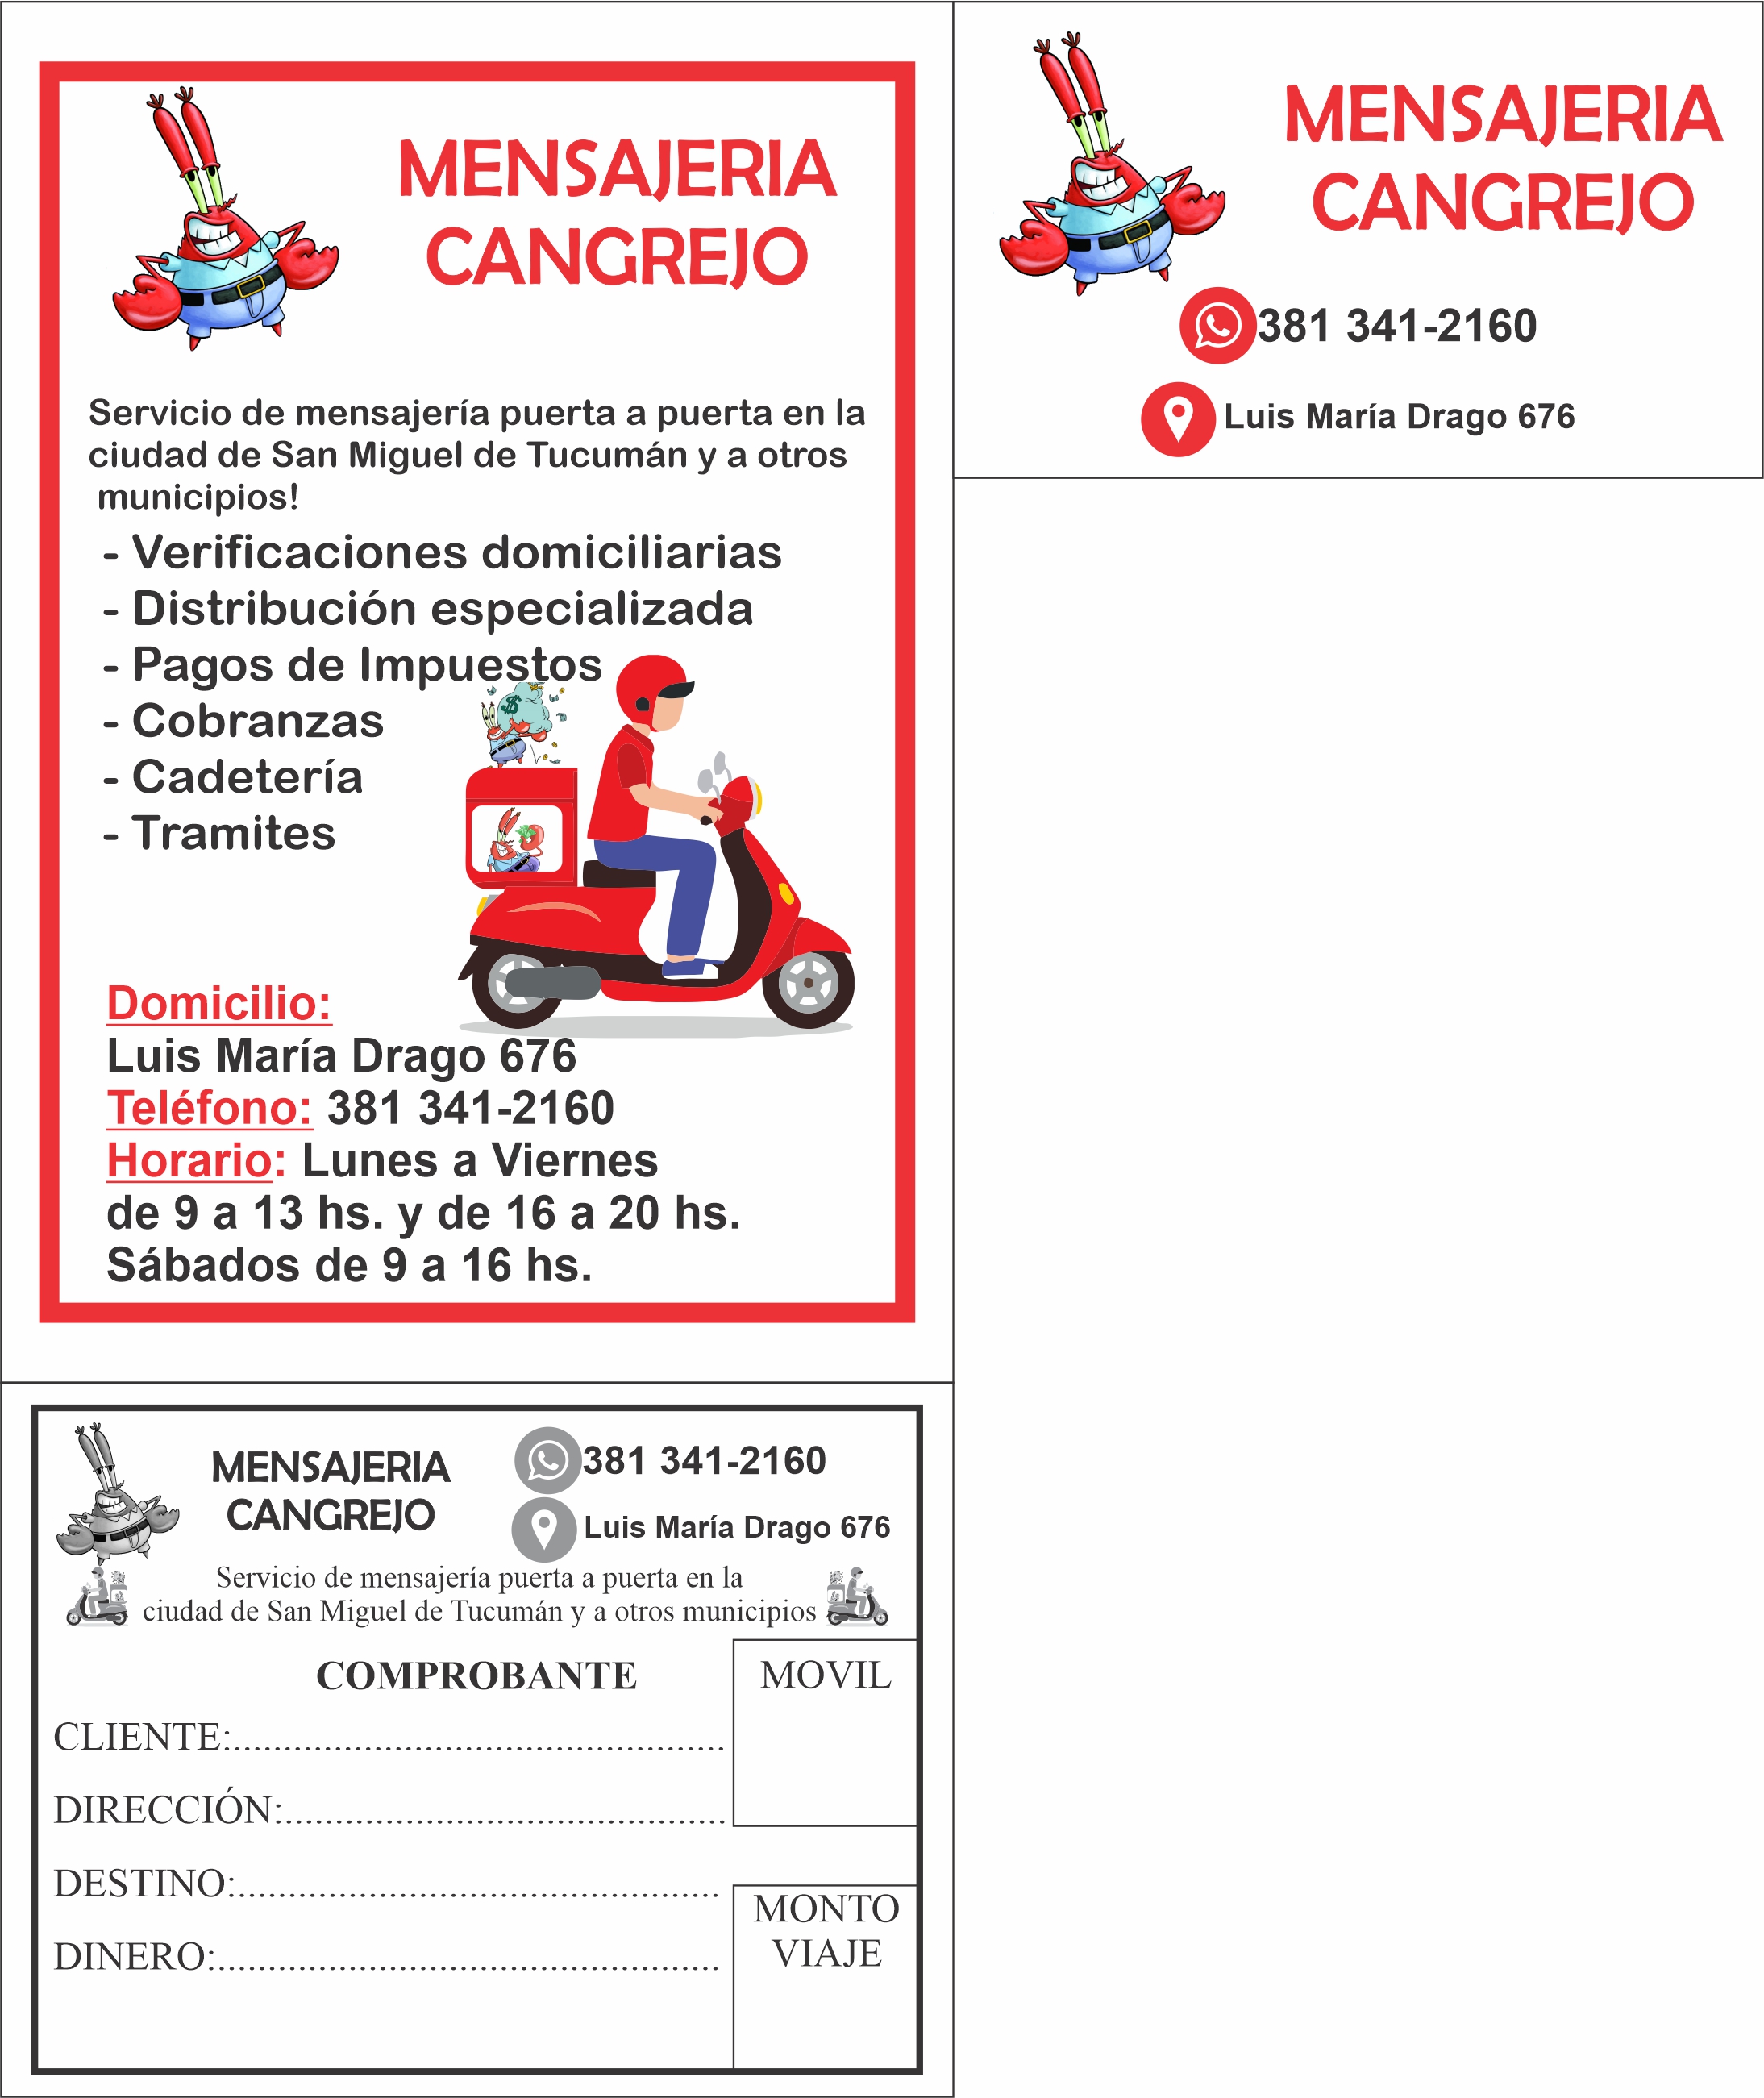 MENSAJERIA
CANGREJO
Servicio de mensajería puerta a puerta en la
ciudad de San Miguel de Tucumán y a otros
municipios!
- Verificaciones domiciliarias
- Distribución especializada
- Pagos de Impuestos
- Cobranzas
- Cadetería
- Tramites
$
Domicilio:
Luis María Drago 676
Teléfono: 381 341-2160
Horario: Lunes a Viernes
de 9 a 13 hs. y de 16 a 20 hs.
Sábados de 9 a 16 hs.
MENSAJERIA
CANGREJO
381 341-2160
Luis María Drago 676
MENSAJERIA
CANGREJO
381 341-2160
Luis María Drago 676
Servicio de mensajería puerta a puerta en la
ciudad de San Miguel de Tucumán y a otros municipios
COMPROBANTE
MOVIL
CLIENTE:................................................
DIRECCIÓN:...........................................
DESTINO:...............................................
DINERO:.................................................
MONTO
VIAJE